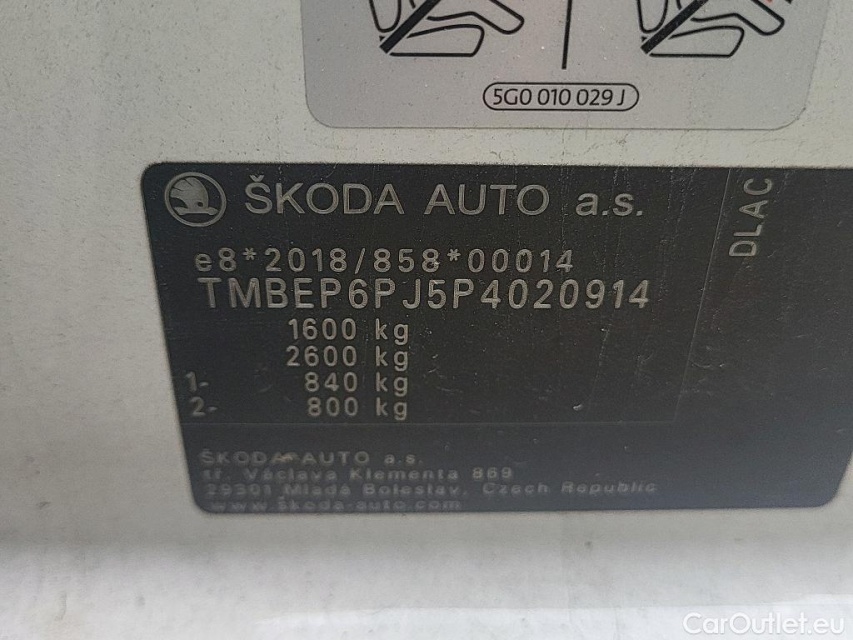 5G0 010 029 J
ŠKODA AUTO a.s.
DLAC
e8*2018/858*00014
TMBEP6PJ5P4020914
1600 kg
2600 kg
1- 840 kg
2- 800 kg
ŠKODA AUTO a.s.
tř. Václava Klementa 869
29301 Mladá Boleslav, Czech Republic
www.škoda-auto.com
CarOutlet.eu